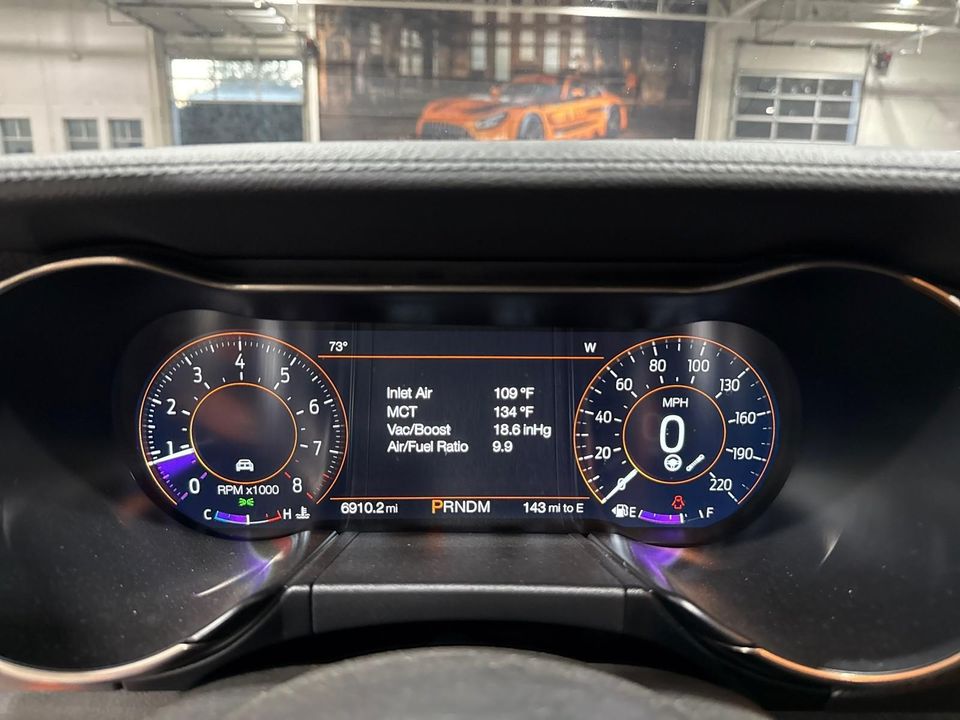 73° W
4
3 5
2 6
1 7
0 8
RPM x1000
C H
Inlet Air 109 °F
MCT 134 °F
Vac/Boost 18.6 inHg
Air/Fuel Ratio 9.9
6910.2 mi PRNDM 143 mi to E
80 100
60 130
40 160
20 190
0 220
MPH
0
E F